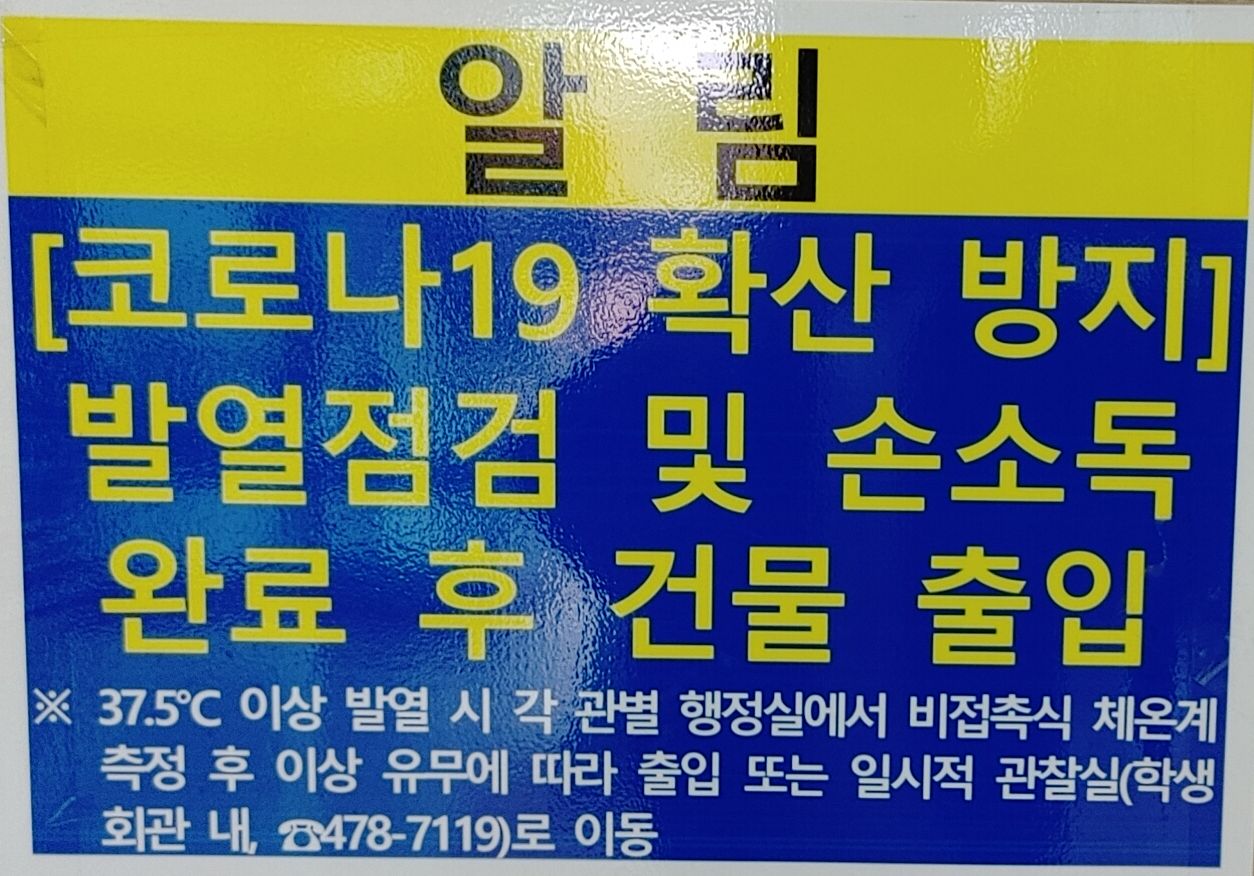 알 림
[코로나19 확산 방지]
발열점검 및 손소독
완료 후 건물 출입
※ 37.5℃ 이상 발열 시 각 관별 행정실에서 비접촉식 체온계
측정 후 이상 유무에 따라 출입 또는 일시적 관찰실(학생
회관 내, ☎478-7119)로 이동